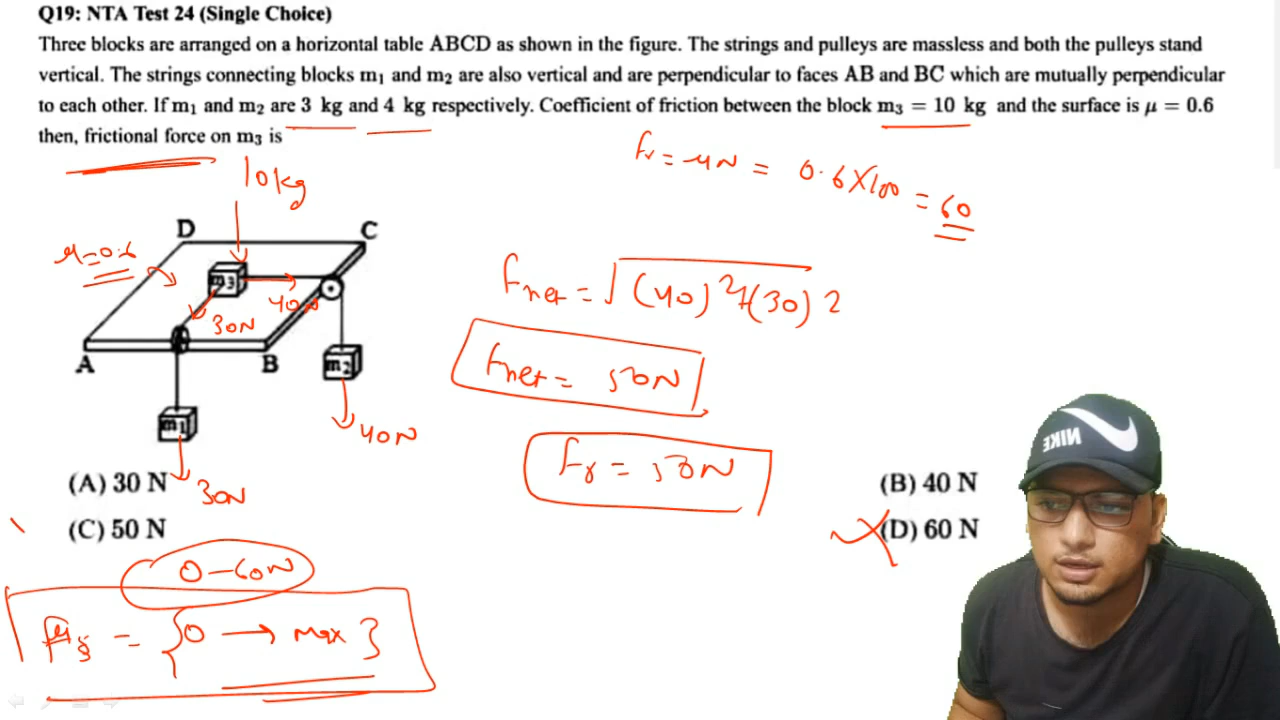 Q19: NTA Test 24 (Single Choice)
Three blocks are arranged on a horizontal table ABCD as shown in the figure. The strings and pulleys are massless and both the pulleys stand
vertical. The strings connecting blocks m₁ and m₂ are also vertical and are perpendicular to faces AB and BC which are mutually perpendicular
to each other. If m₁ and m₂ are 3 kg and 4 kg respectively. Coefficient of friction between the block m₃ = 10 kg and the surface is μ = 0.6
then, frictional force on m₃ is
Fr = μN = 0.6×100 = 60
10kg
D
C
μ=0.6
m3
40N
30N
Fnet = √(40)²+(30)²
A
B
m2
Fnet = 50N
40N
m1
Fr = 50N
(A) 30 N
30N
(B) 40 N
(C) 50 N
(D) 60 N
0-60N
= {0 → max}
NIKE